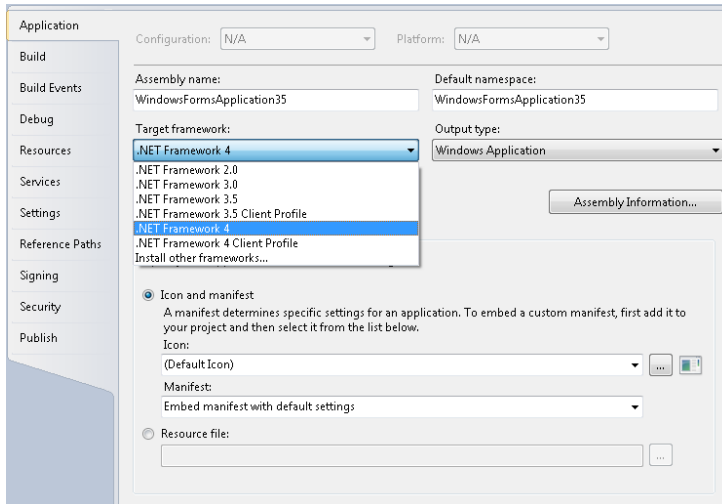 Application
Build
Build Events
Debug
Resources
Services
Settings
Reference Paths
Signing
Security
Publish
Configuration: N/A Platform: N/A
Assembly name: Default namespace:
WindowsFormsApplication35 WindowsFormsApplication35
Target framework: Output type:
.NET Framework 4 Windows Application
.NET Framework 2.0
.NET Framework 3.0
.NET Framework 3.5
.NET Framework 3.5 Client Profile
.NET Framework 4
.NET Framework 4 Client Profile
Install other frameworks...
Assembly Information...
Icon and manifest
A manifest determines specific settings for an application. To embed a custom manifest, first add it to
your project and then select it from the list below.
Icon:
(Default Icon) ...
Manifest:
Embed manifest with default settings
Resource file:
...